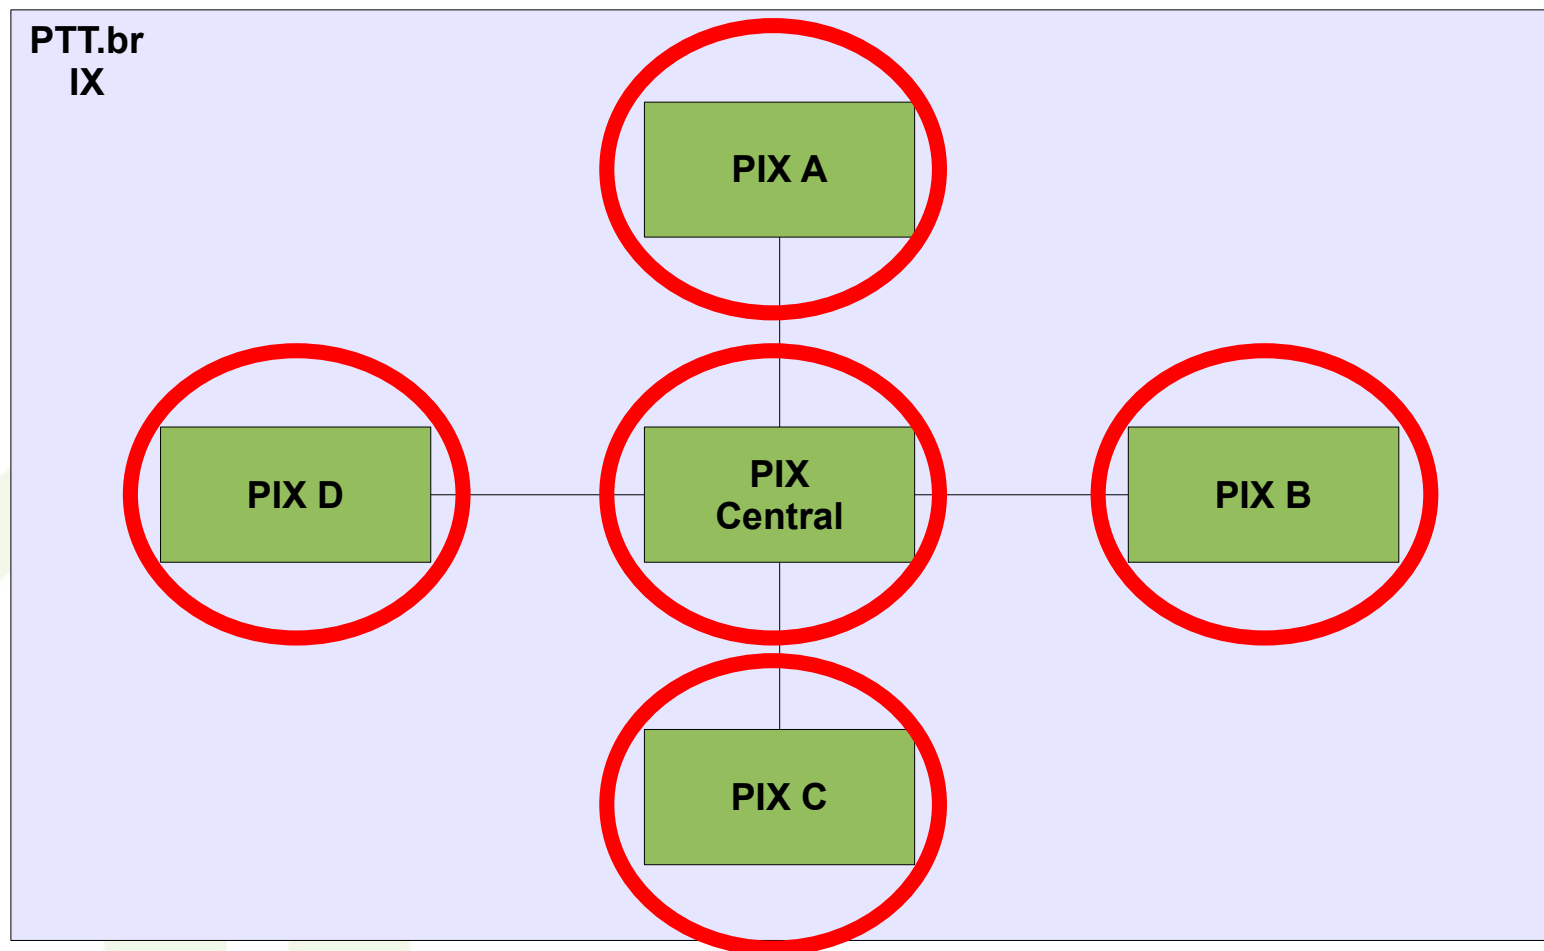 PTT.br
IX
PIX A
PIX D
PIX
Central
PIX B
PIX C